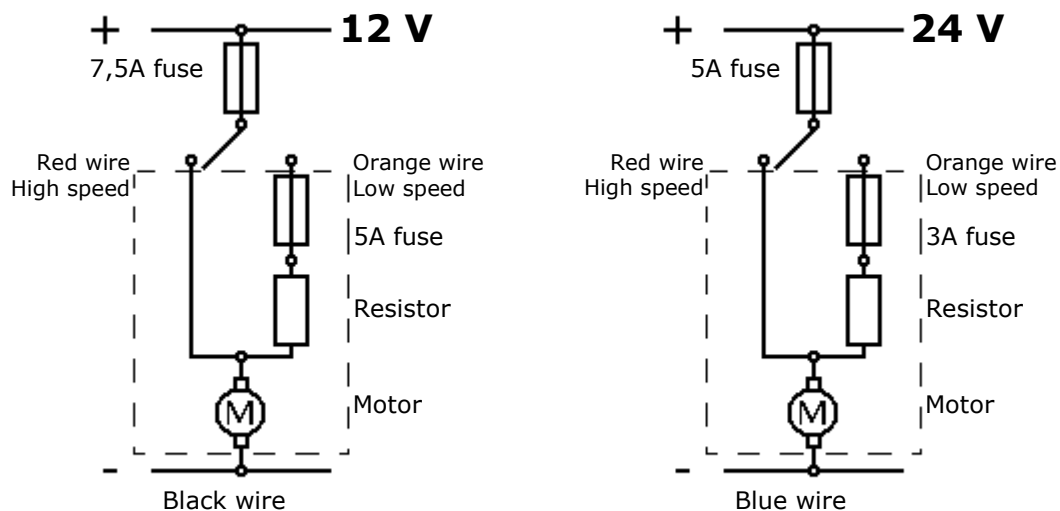 + 12 V
7,5A fuse
Red wire
High speed
Orange wire
Low speed
5A fuse
Resistor
M
Motor
-
Black wire
+ 24 V
5A fuse
Red wire
High speed
Orange wire
Low speed
3A fuse
Resistor
M
Motor
-
Blue wire